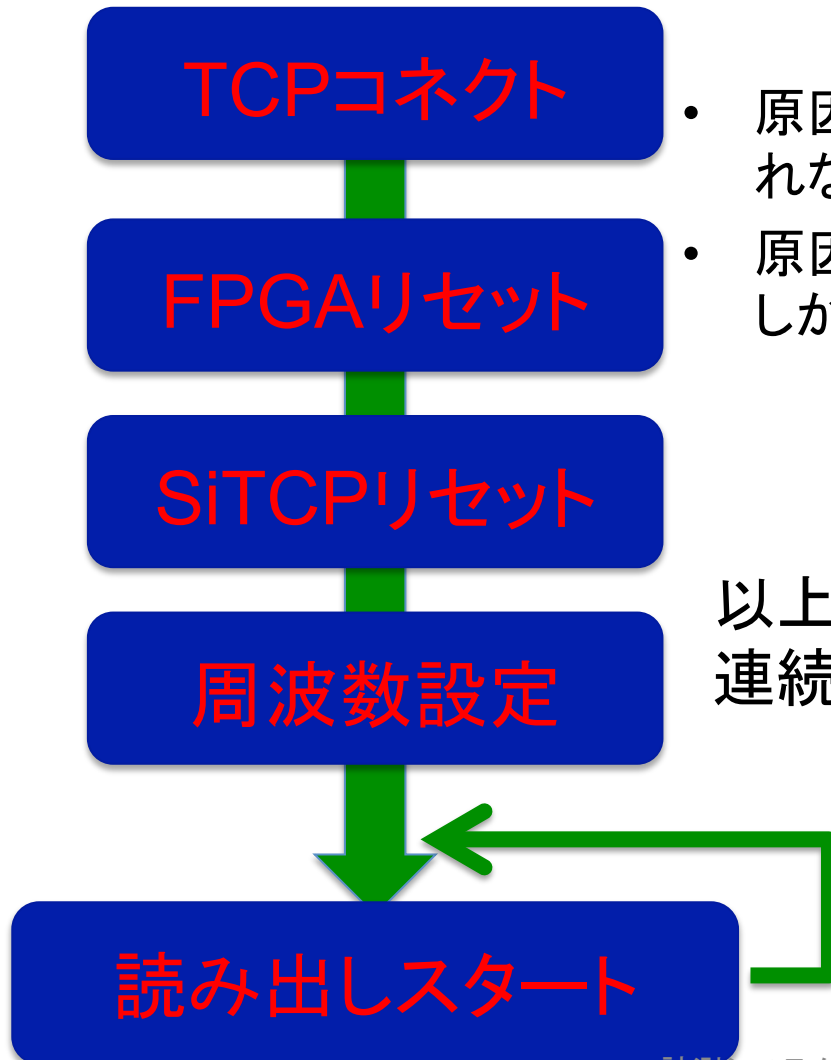 TCPコネクト
• 原因
れな
FPGAリセット
• 原因
しか
SiTCPリセット
以上
連続
周波数設定
読み出しスタート